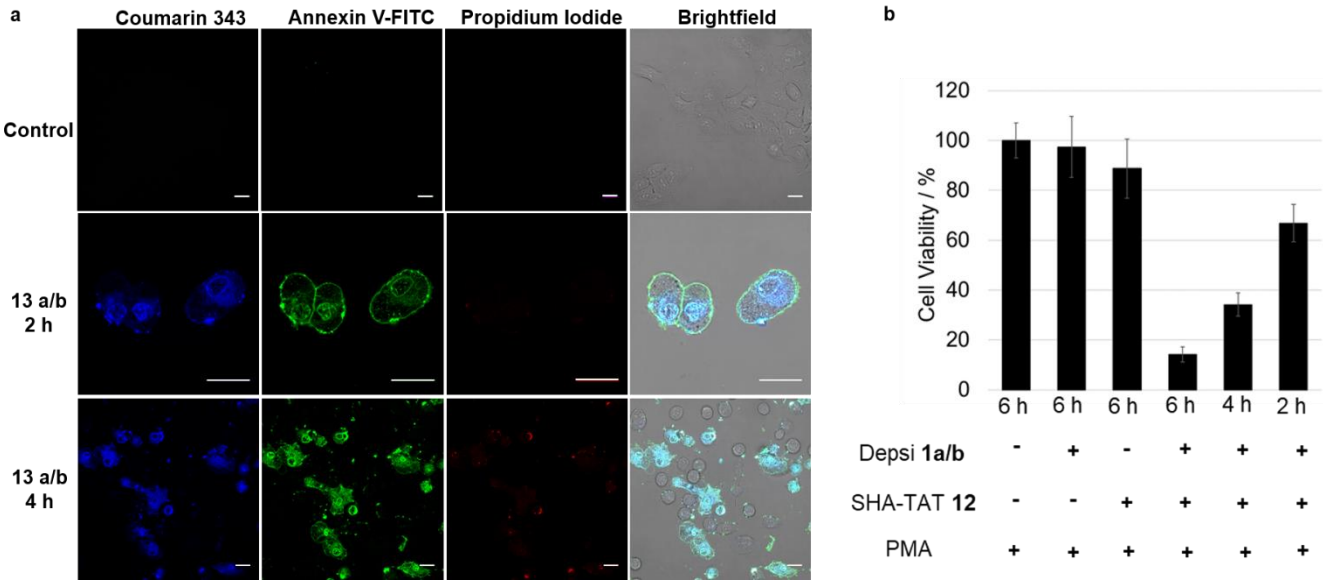 a
Coumarin 343 Annexin V-FITC Propidium Iodide Brightfield
Control
13 a/b
2 h
13 a/b
4 h
b
Cell Viability / %
120
100
80
60
40
20
0
6 h 6 h 6 h 6 h 4 h 2 h
Depsi 1a/b - + - + + +
SHA-TAT 12 - - + + + +
PMA + + + + + +